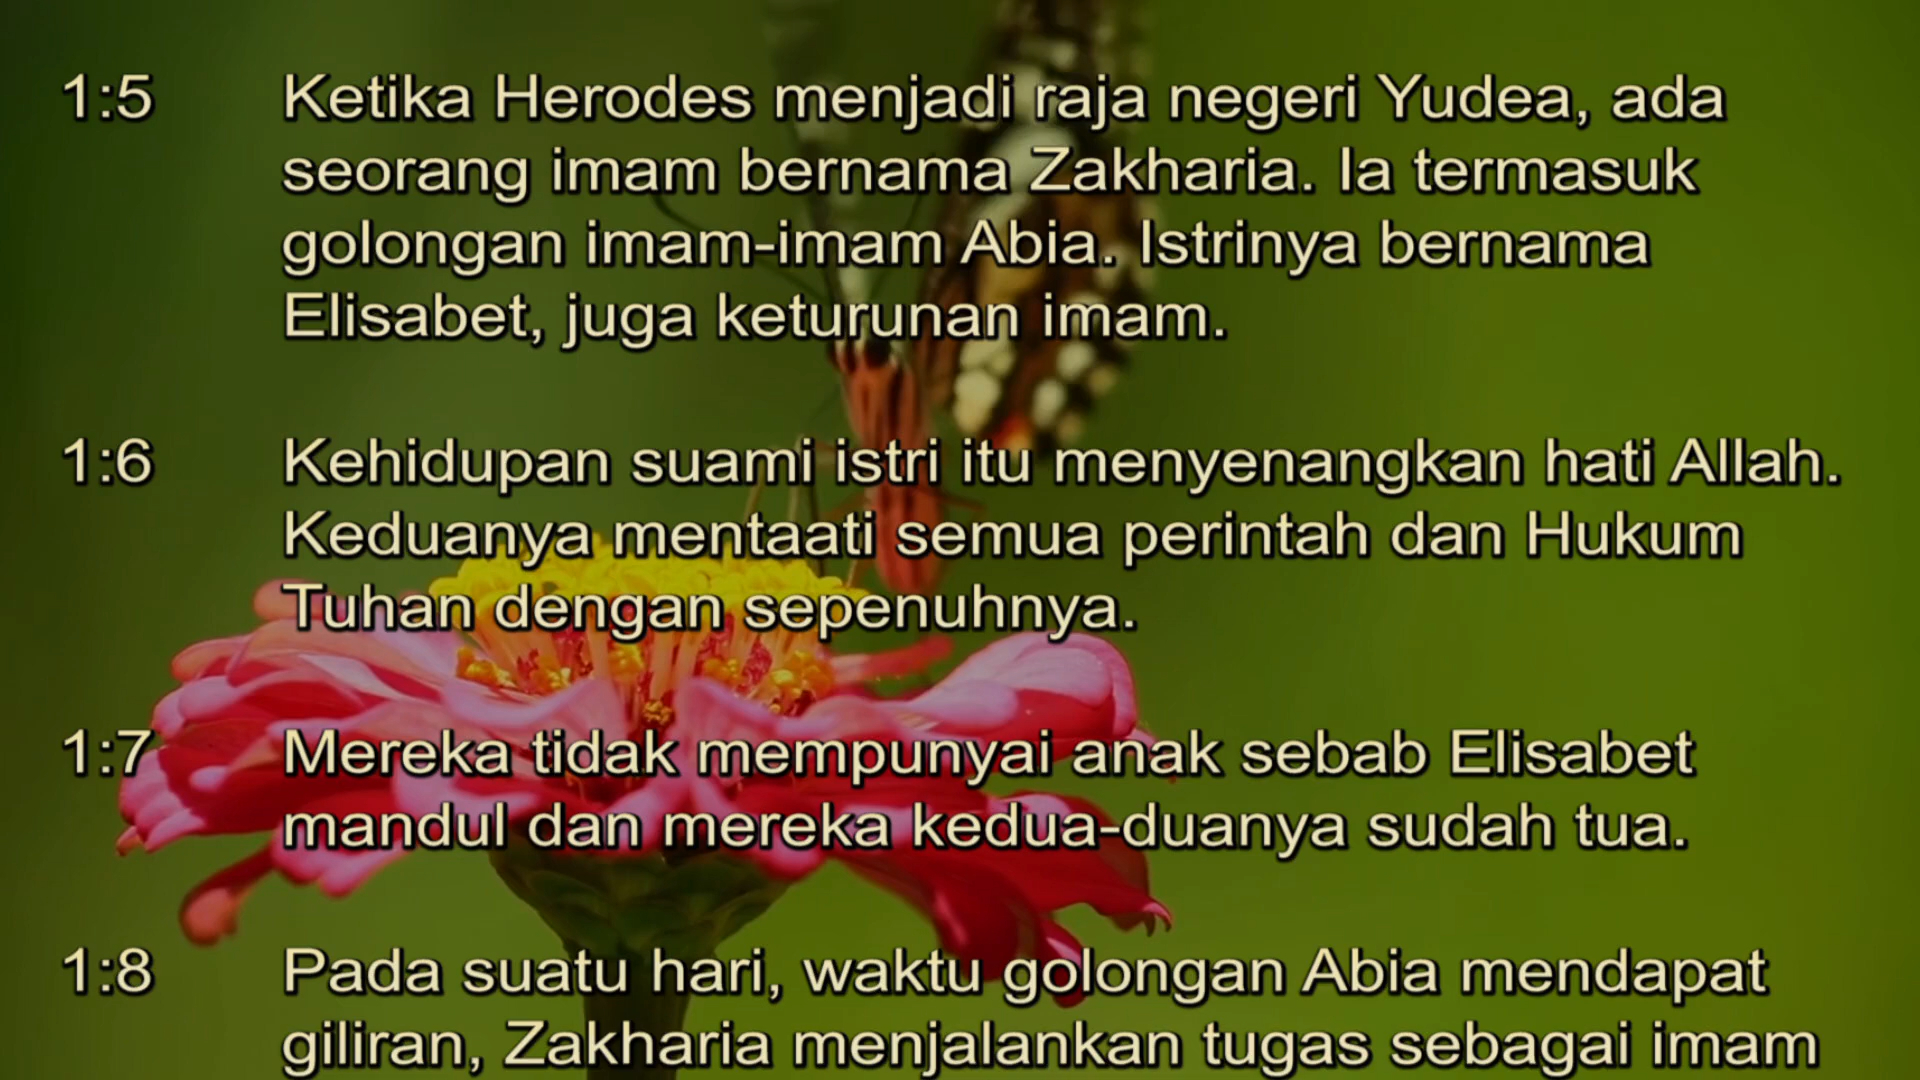 1:5 Ketika Herodes menjadi raja negeri Yudea, ada
seorang imam bernama Zakharia. Ia termasuk
golongan imam-imam Abia. Istrinya bernama
Elisabet, juga keturunan imam.
1:6 Kehidupan suami istri itu menyenangkan hati Allah.
Keduanya mentaati semua perintah dan Hukum
Tuhan dengan sepenuhnya.
1:7 Mereka tidak mempunyai anak sebab Elisabet
mandul dan mereka kedua-duanya sudah tua.
1:8 Pada suatu hari, waktu golongan Abia mendapat
giliran, Zakharia menjalankan tugas sebagai imam